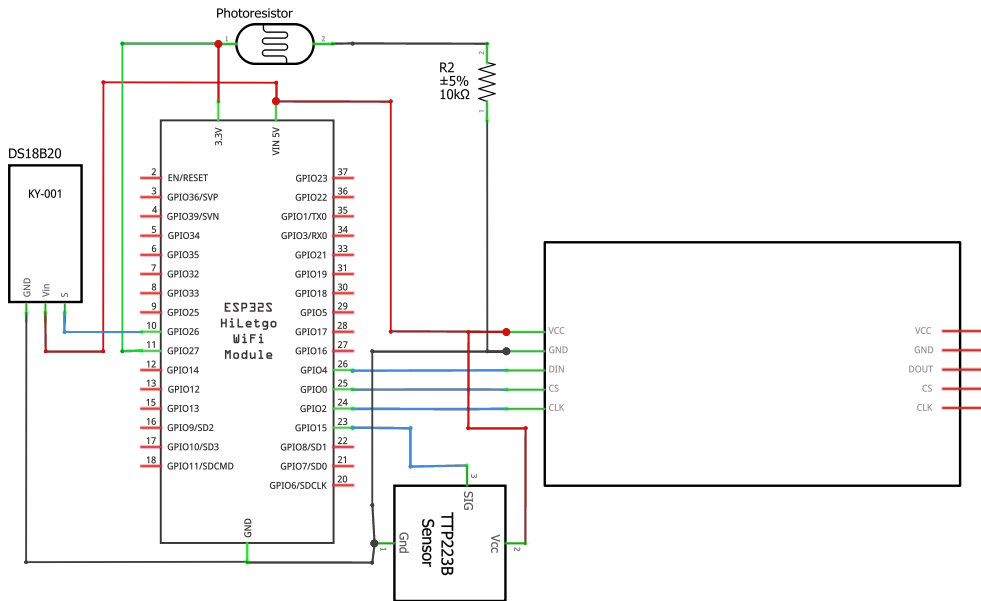 Photoresistor
1
2
2
R2
±5%
10kΩ
1
3.3V
VIN 5V
DS18B20
KY-001
GND
Vin
S
2 EN/RESET
3 GPIO36/SVP
4 GPIO39/SVN
5 GPIO34
6 GPIO35
7 GPIO32
8 GPIO33
9 GPIO25
10 GPIO26
11 GPIO27
12 GPIO14
13 GPIO12
15 GPIO13
16 GPIO9/SD2
17 GPIO10/SD3
18 GPIO11/SDCMD
ESP32S
HiLetgo
WiFi
Module
GPIO23 37
GPIO22 36
GPIO1/TX0 35
GPIO3/RX0 34
GPIO21 33
GPIO19 31
GPIO18 30
GPIO5 29
GPIO17 28
GPIO16 27
GPIO4 26
GPIO0 25
GPIO2 24
GPIO15 23
GPIO8/SD1 22
GPIO7/SD0 21
GPIO6/SDCLK 20
GND
VCC
GND
DIN
CS
CLK
VCC
GND
DOUT
CS
CLK
3
SIG
TTP223B
Sensor
Gnd
1
Vcc
2